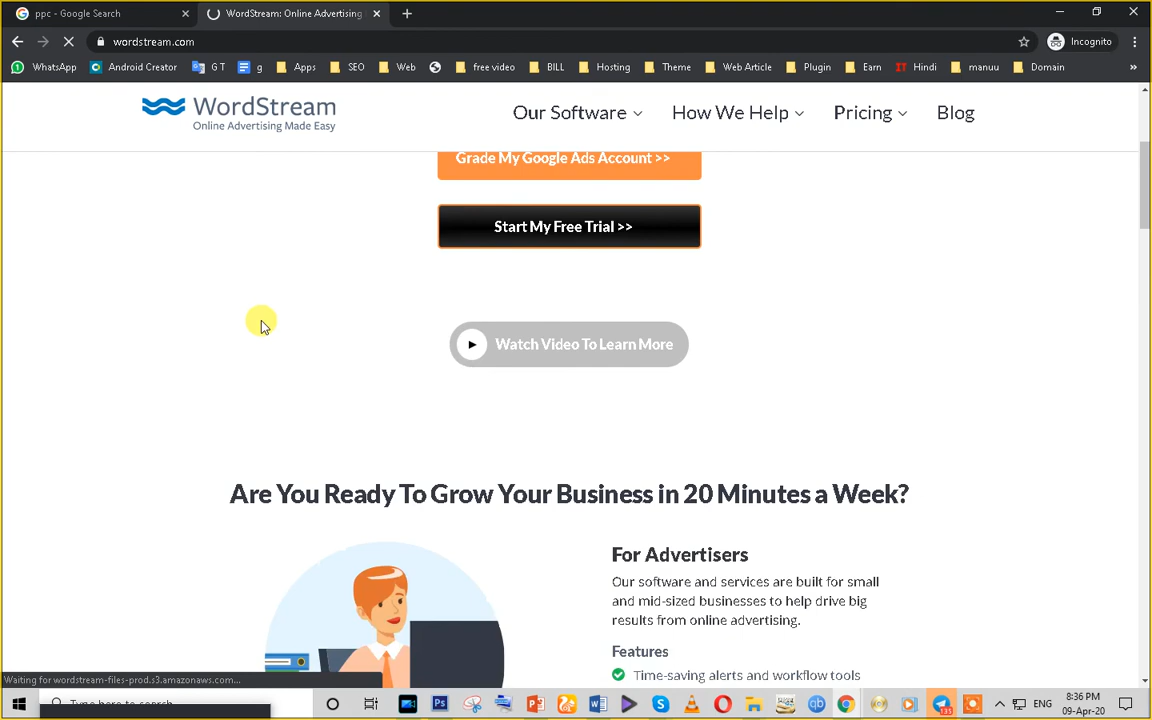 ppc - Google Search
WordStream: Online Advertising
wordstream.com
Incognito
WhatsApp
Android Creator
G T
g
Apps
SEO
Web
free video
BILL
Hosting
Theme
Web Article
Plugin
Earn
Hindi
manuu
Domain
WordStream
Online Advertising Made Easy
Our Software
How We Help
Pricing
Blog
Grade My Google Ads Account >>
Start My Free Trial >>
Watch Video To Learn More
Are You Ready To Grow Your Business in 20 Minutes a Week?
For Advertisers
Our software and services are built for small
and mid-sized businesses to help drive big
results from online advertising.
Features
Time-saving alerts and workflow tools
Waiting for wordstream-files-prod.s3.amazonaws.com...
Type here to search
ENG
8:36 PM
09-Apr-20